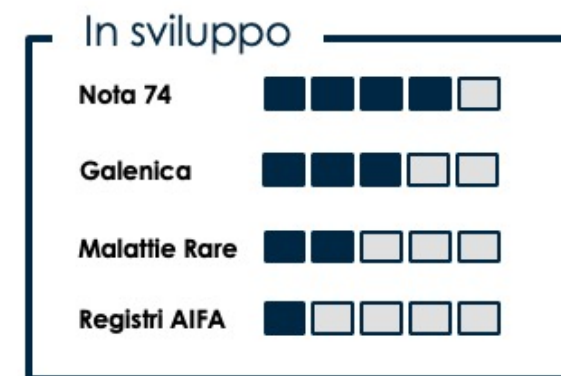 In sviluppo
Nota 74
Galenica
Malattie Rare
Registri AIFA